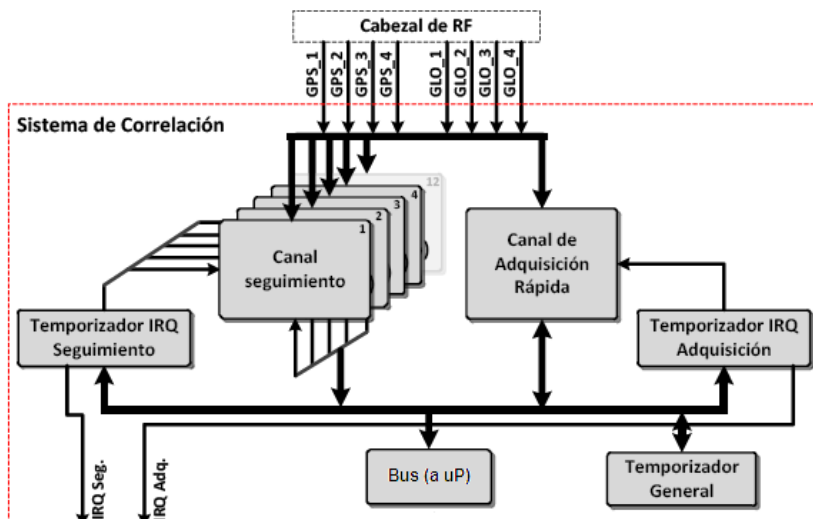 Cabezal de RF
GPS_1
GPS_2
GPS_3
GPS_4
GLO_1
GLO_2
GLO_3
GLO_4
Sistema de Correlación
12
4
3
2
1
Canal
seguimiento
Canal de
Adquisición
Rápida
Temporizador IRQ
Seguimiento
Temporizador IRQ
Adquisición
IRQ Seg.
IRQ Adq.
Bus (a uP)
Temporizador
General